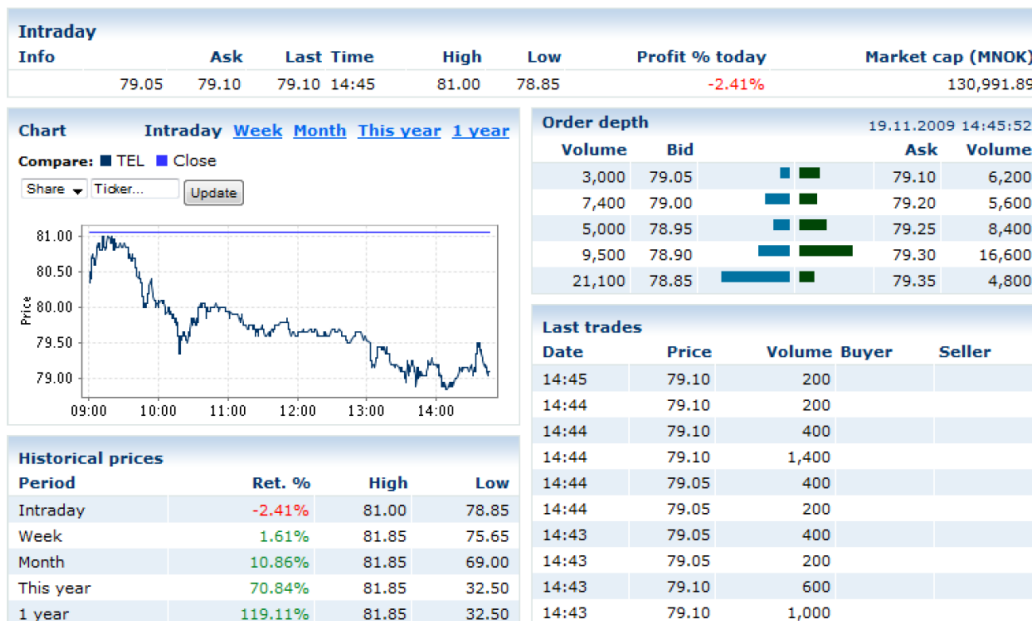 Intraday
Info Ask Last Time High Low Profit % today Market cap (MNOK)
79.05 79.10 79.10 14:45 81.00 78.85 -2.41% 130,991.89
Chart Intraday Week Month This year 1 year
Compare: TEL Close
Share Ticker... Update
81.00
80.50
80.00
79.50
79.00
Price
09:00 10:00 11:00 12:00 13:00 14:00
Historical prices
Period Ret. % High Low
Intraday -2.41% 81.00 78.85
Week 1.61% 81.85 75.65
Month 10.86% 81.85 69.00
This year 70.84% 81.85 32.50
1 year 119.11% 81.85 32.50
Order depth 19.11.2009 14:45:52
Volume Bid Ask Volume
3,000 79.05 79.10 6,200
7,400 79.00 79.20 5,600
5,000 78.95 79.25 8,400
9,500 78.90 79.30 16,600
21,100 78.85 79.35 4,800
Last trades
Date Price Volume Buyer Seller
14:45 79.10 200
14:44 79.10 200
14:44 79.10 400
14:44 79.10 1,400
14:44 79.05 400
14:44 79.05 200
14:43 79.05 400
14:43 79.05 200
14:43 79.10 600
14:43 79.10 1,000